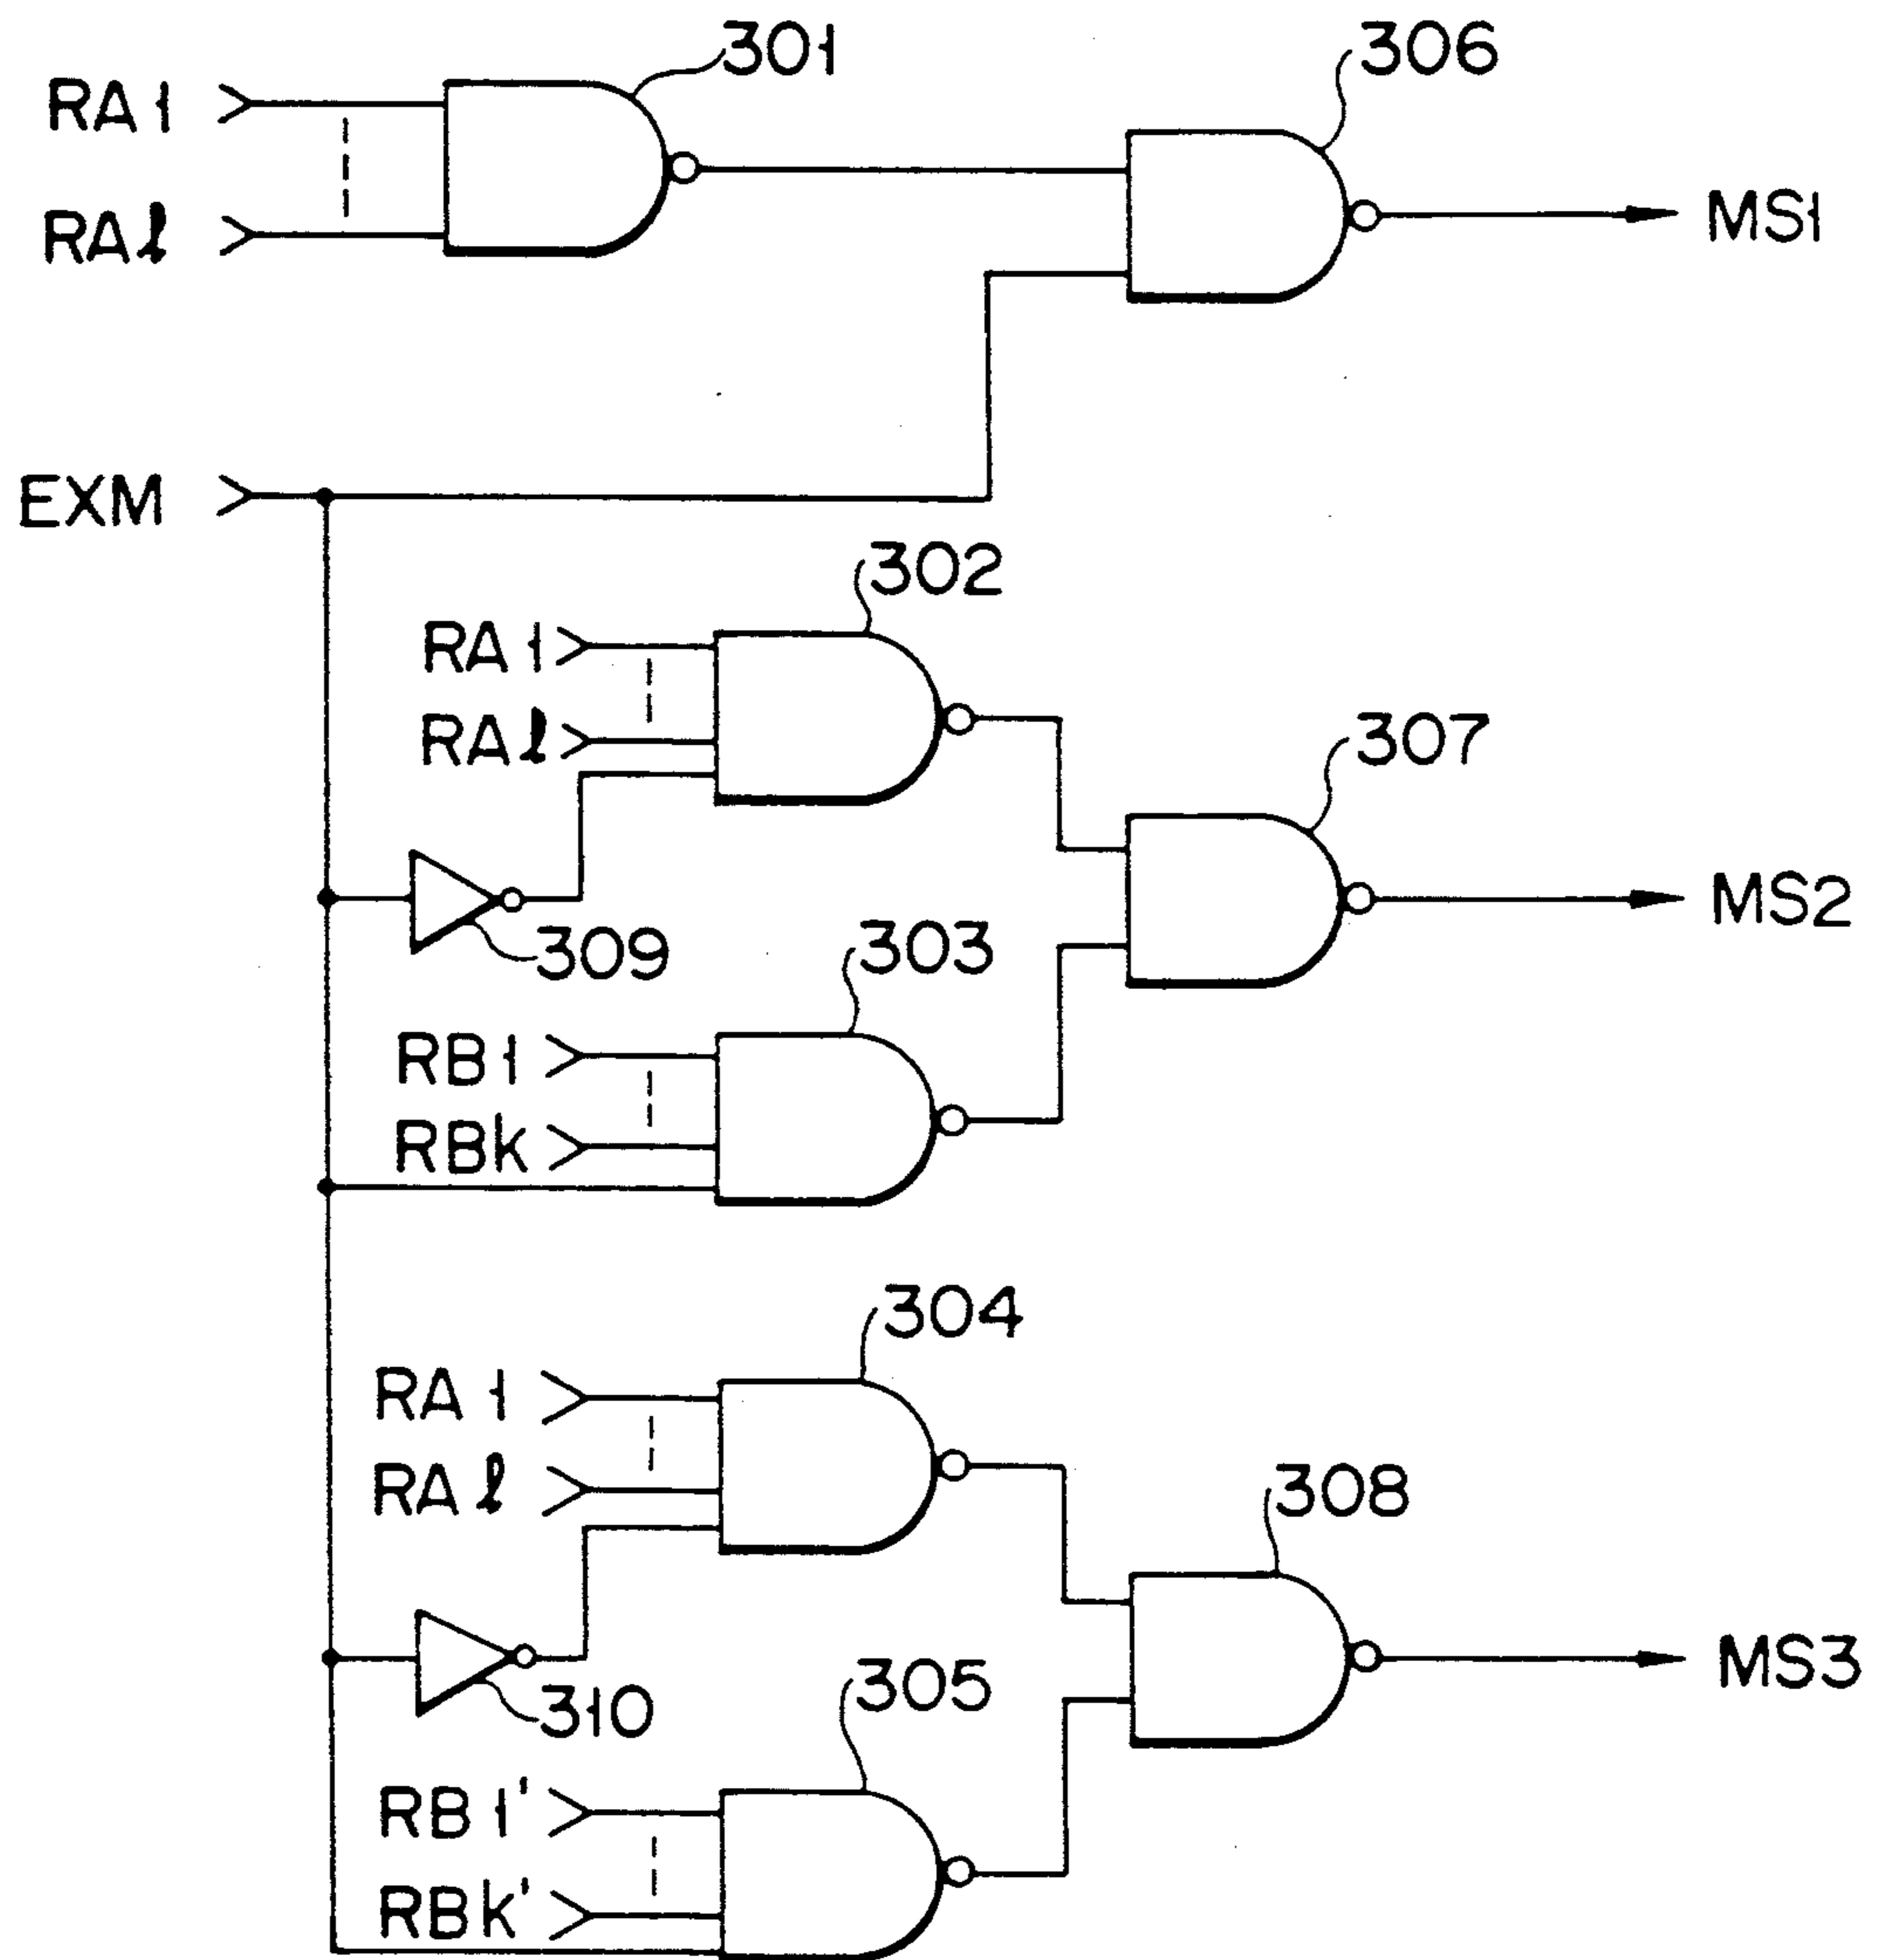 301
306
RA1
RAℓ
MS1
EXM
302
RA1
RAℓ
307
309
MS2
303
RB1
RBk
304
RA1
RAℓ
308
310
MS3
305
RB1'
RBk'